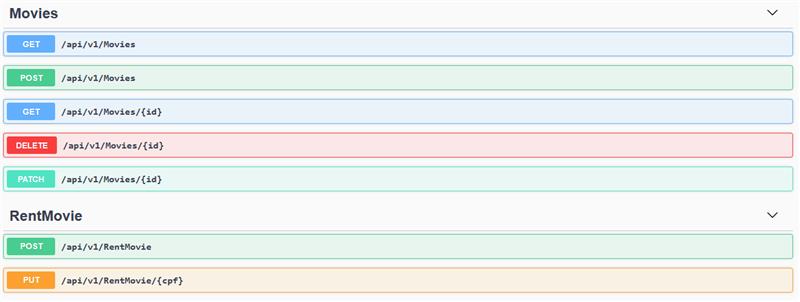 Movies
GET /api/v1/Movies
POST /api/v1/Movies
GET /api/v1/Movies/{id}
DELETE /api/v1/Movies/{id}
PATCH /api/v1/Movies/{id}
RentMovie
POST /api/v1/RentMovie
PUT /api/v1/RentMovie/{cpf}